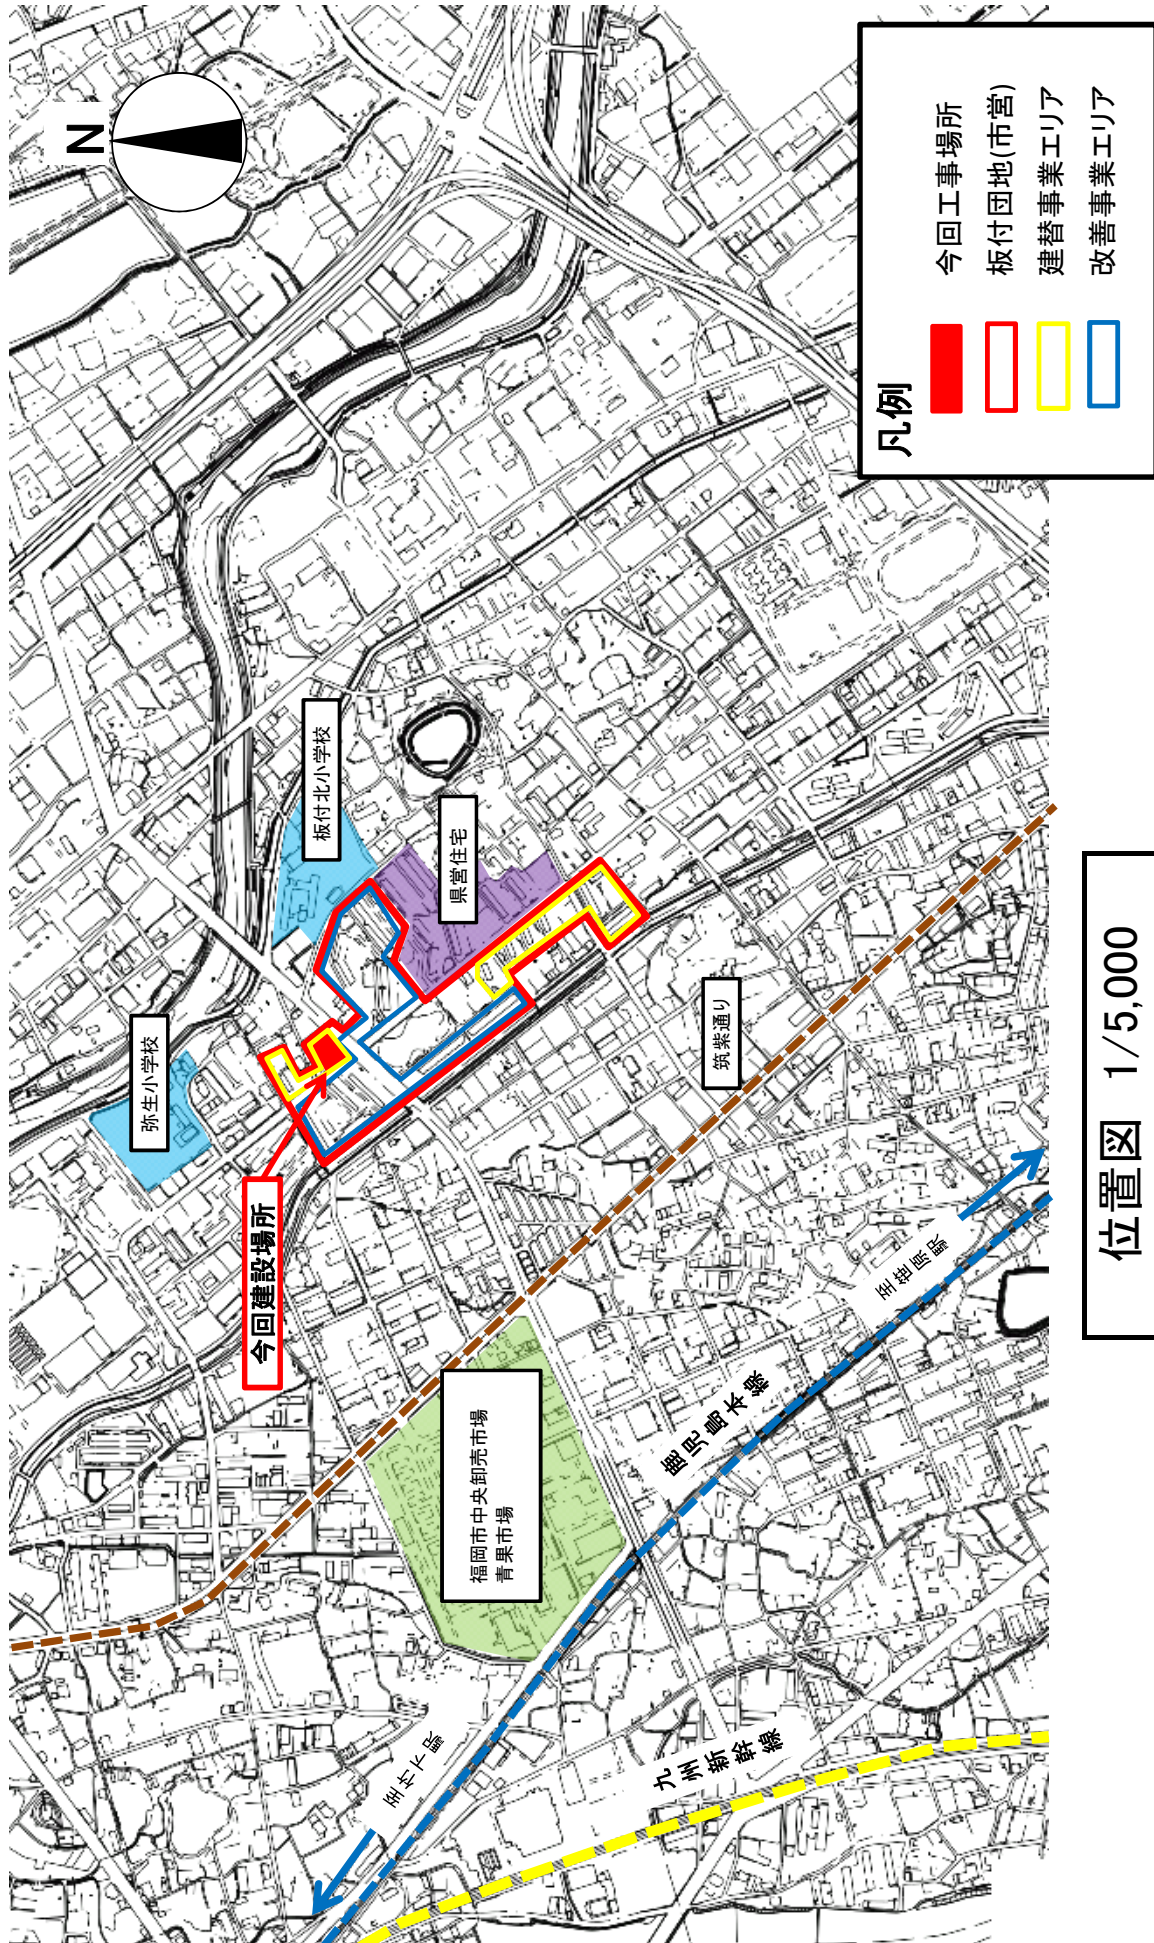 N
弥生小学校
板付北小学校
県営住宅
今回建設場所
筑紫通り
福岡市中央卸売市場
青果市場
至竹下駅
鹿児島本線
至笹原駅
九州新幹線
凡例
今回工事場所
板付団地(市営)
建替事業エリア
改善事業エリア
位置図 1/5,000